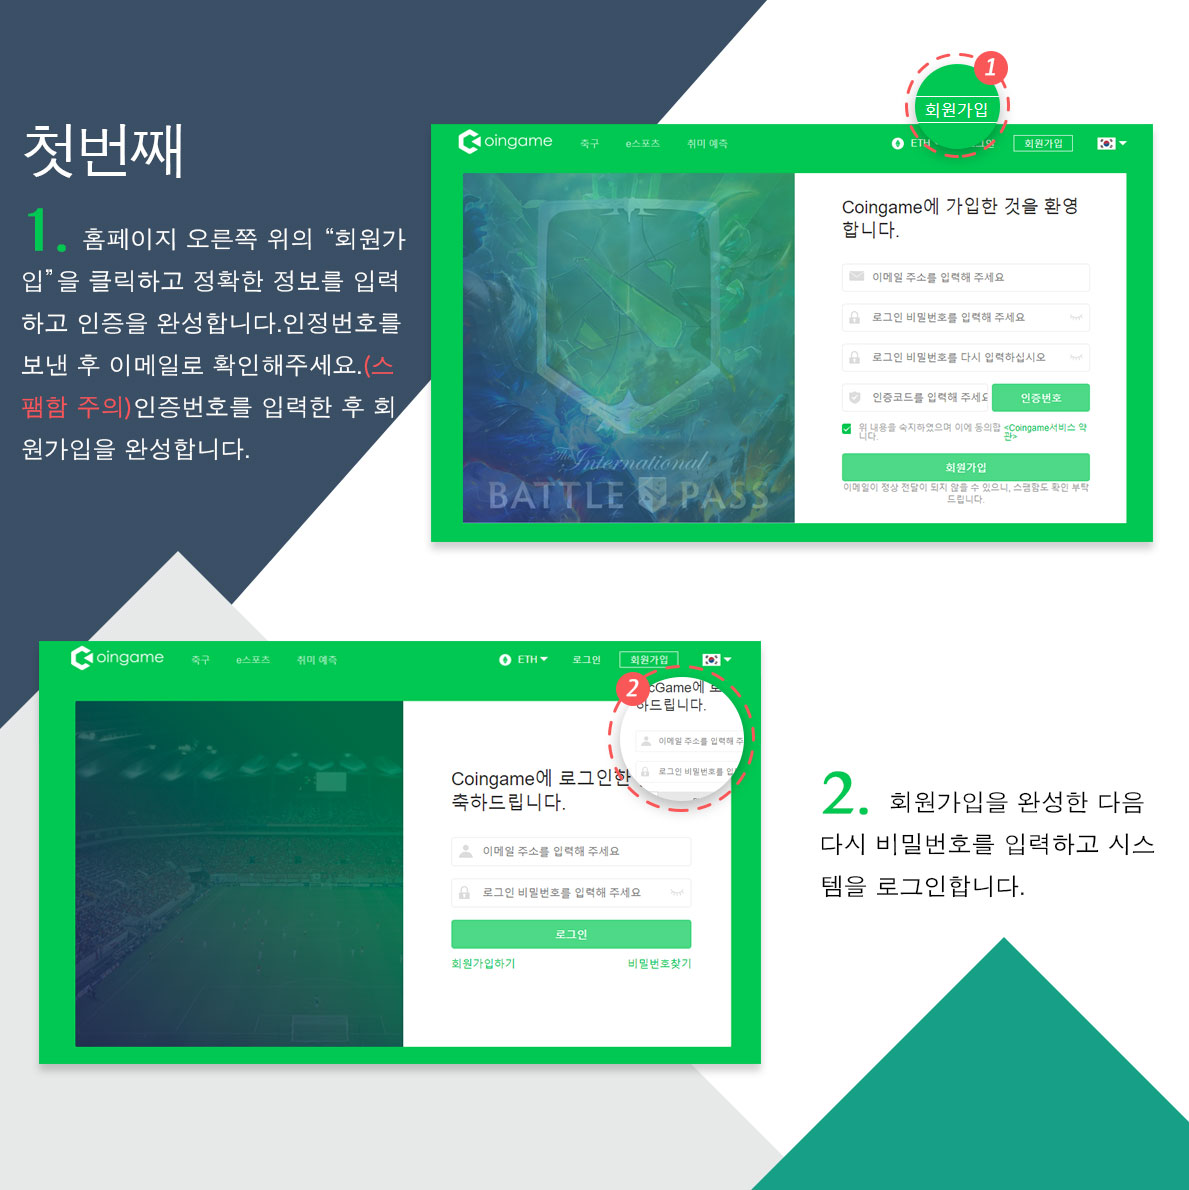 첫번째
1. 홈페이지 오른쪽 위의 “회원가
입”을 클릭하고 정확한 정보를 입력
하고 인증을 완성합니다.인정번호를
보낸 후 이메일로 확인해주세요.(스
팸함 주의)인증번호를 입력한 후 회
원가입을 완성합니다.
1
회원가입
oingame 축구 e스포츠 취미 예측 ETH 회원가입
Coingame에 가입한 것을 환영
합니다.
이메일 주소를 입력해 주세요
로그인 비밀번호를 입력해 주세요
로그인 비밀번호를 다시 입력하십시오
인증코드를 입력해 주세요 인증번호
위 내용을 숙지하였으며 이에 동의합 <Coingame서비스 약
니다. 관>
회원가입
이메일이 정상 전달이 되지 않을 수 있으니, 스팸함도 확인 부탁
드립니다.
The International
BATTLE PASS
oingame 축구 e스포츠 취미 예측 ETH 로그인 회원가입
2
cGame에 로
하드립니다.
이메일 주소를 입력해 주
로그인 비밀번호를 입
Coingame에 로그인한
축하드립니다.
이메일 주소를 입력해 주세요
로그인 비밀번호를 입력해 주세요
로그인
회원가입하기 비밀번호찾기
2. 회원가입을 완성한 다음
다시 비밀번호를 입력하고 시스
템을 로그인합니다.